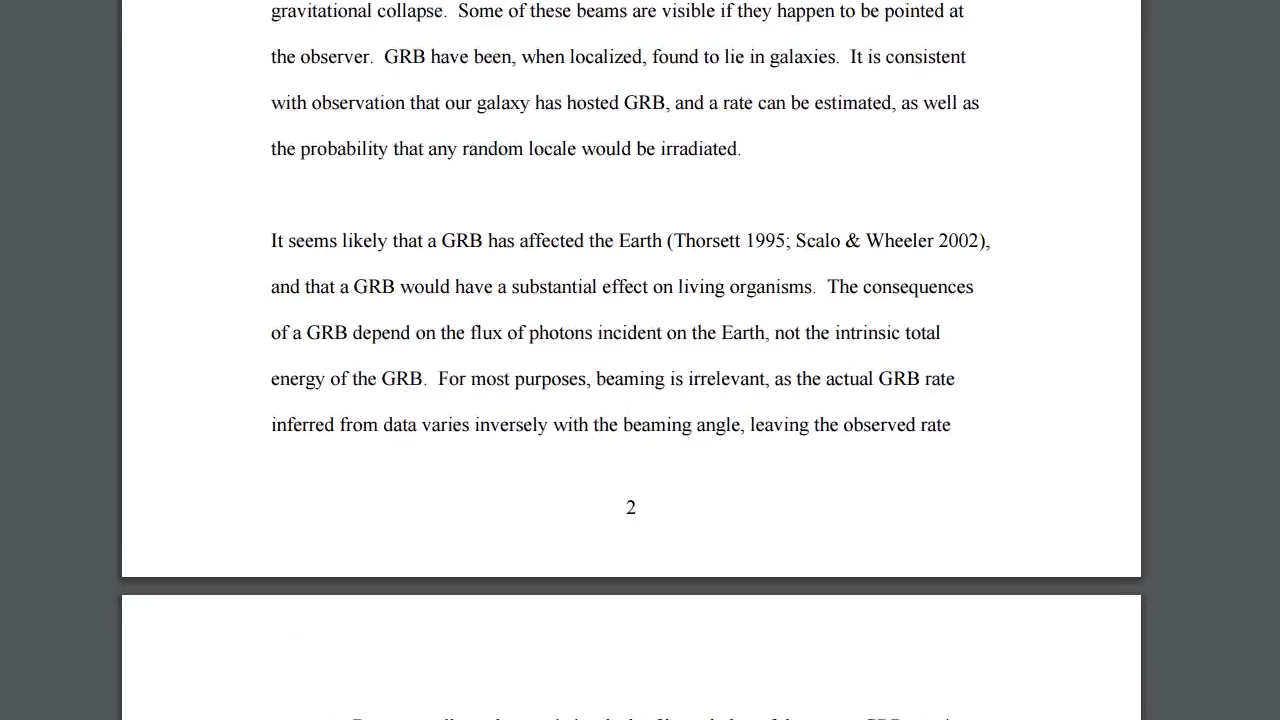 gravitational collapse.  Some of these beams are visible if they happen to be pointed at
the observer.  GRB have been, when localized, found to lie in galaxies.  It is consistent
with observation that our galaxy has hosted GRB, and a rate can be estimated, as well as
the probability that any random locale would be irradiated.
It seems likely that a GRB has affected the Earth (Thorsett 1995; Scalo & Wheeler 2002),
and that a GRB would have a substantial effect on living organisms.  The consequences
of a GRB depend on the flux of photons incident on the Earth, not the intrinsic total
energy of the GRB.  For most purposes, beaming is irrelevant, as the actual GRB rate
inferred from data varies inversely with the beaming angle, leaving the observed rate
2